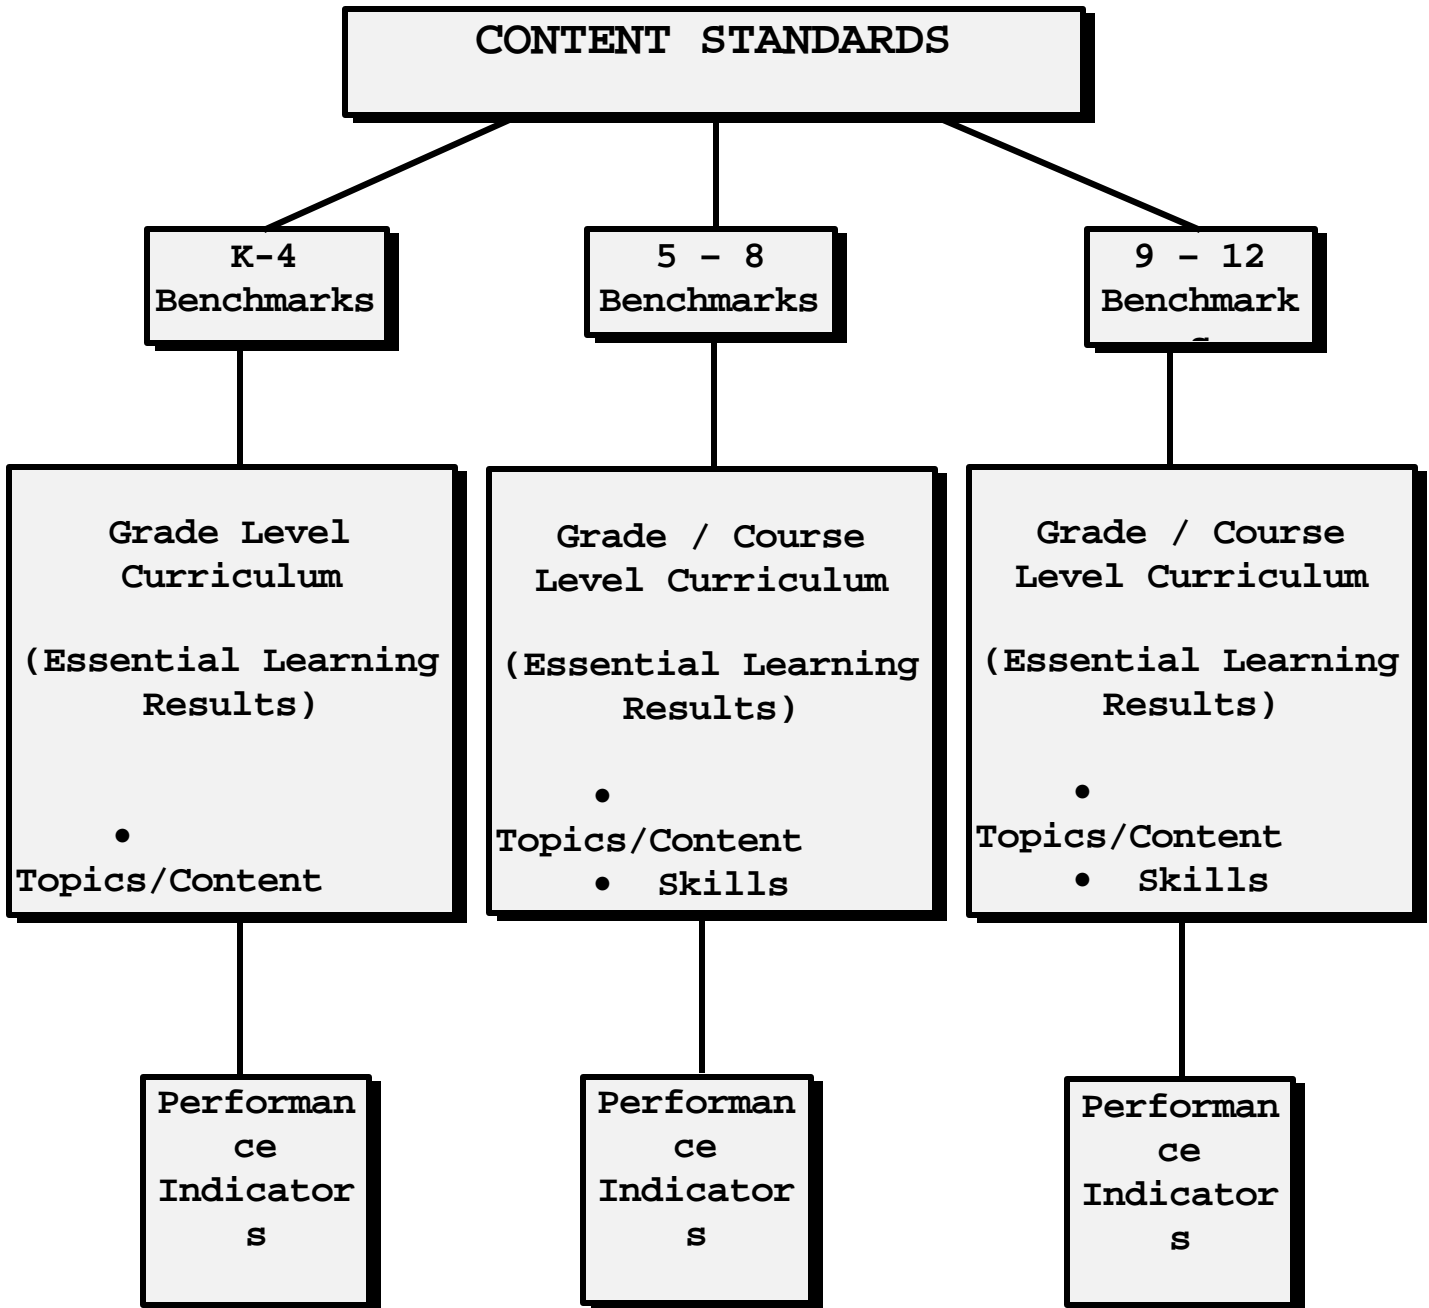 CONTENT STANDARDS
K-4
Benchmarks
5 – 8
Benchmarks
9 – 12
Benchmark
Grade Level
Curriculum
(Essential Learning
Results)
•
Topics/Content
Grade / Course
Level Curriculum
(Essential Learning
Results)
•
Topics/Content
• Skills
Grade / Course
Level Curriculum
(Essential Learning
Results)
•
Topics/Content
• Skills
Performan
ce
Indicator
s
Performan
ce
Indicator
s
Performan
ce
Indicator
s